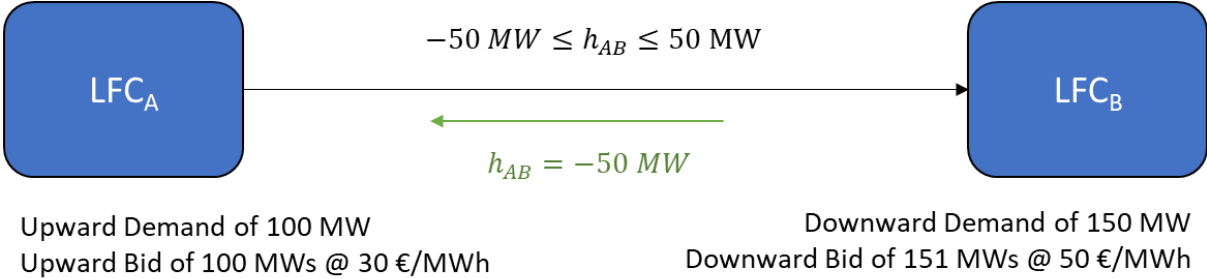 −50 MW ≤ h_AB ≤ 50 MW
LFC_A
LFC_B
h_AB = −50 MW
Upward Demand of 100 MW
Upward Bid of 100 MWs @ 30 €/MWh
Downward Demand of 150 MW
Downward Bid of 151 MWs @ 50 €/MWh